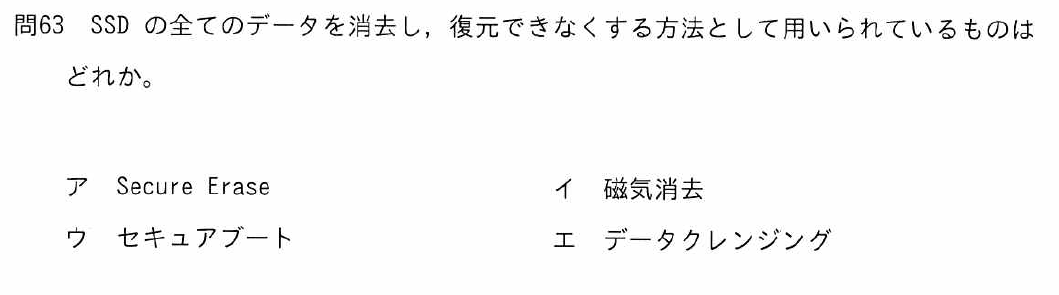 問63 SSD の全てのデータを消去し，復元できなくする方法として用いられているものは
どれか。
ア Secure Erase イ 磁気消去
ウ セキュアブート エ データクレンジング